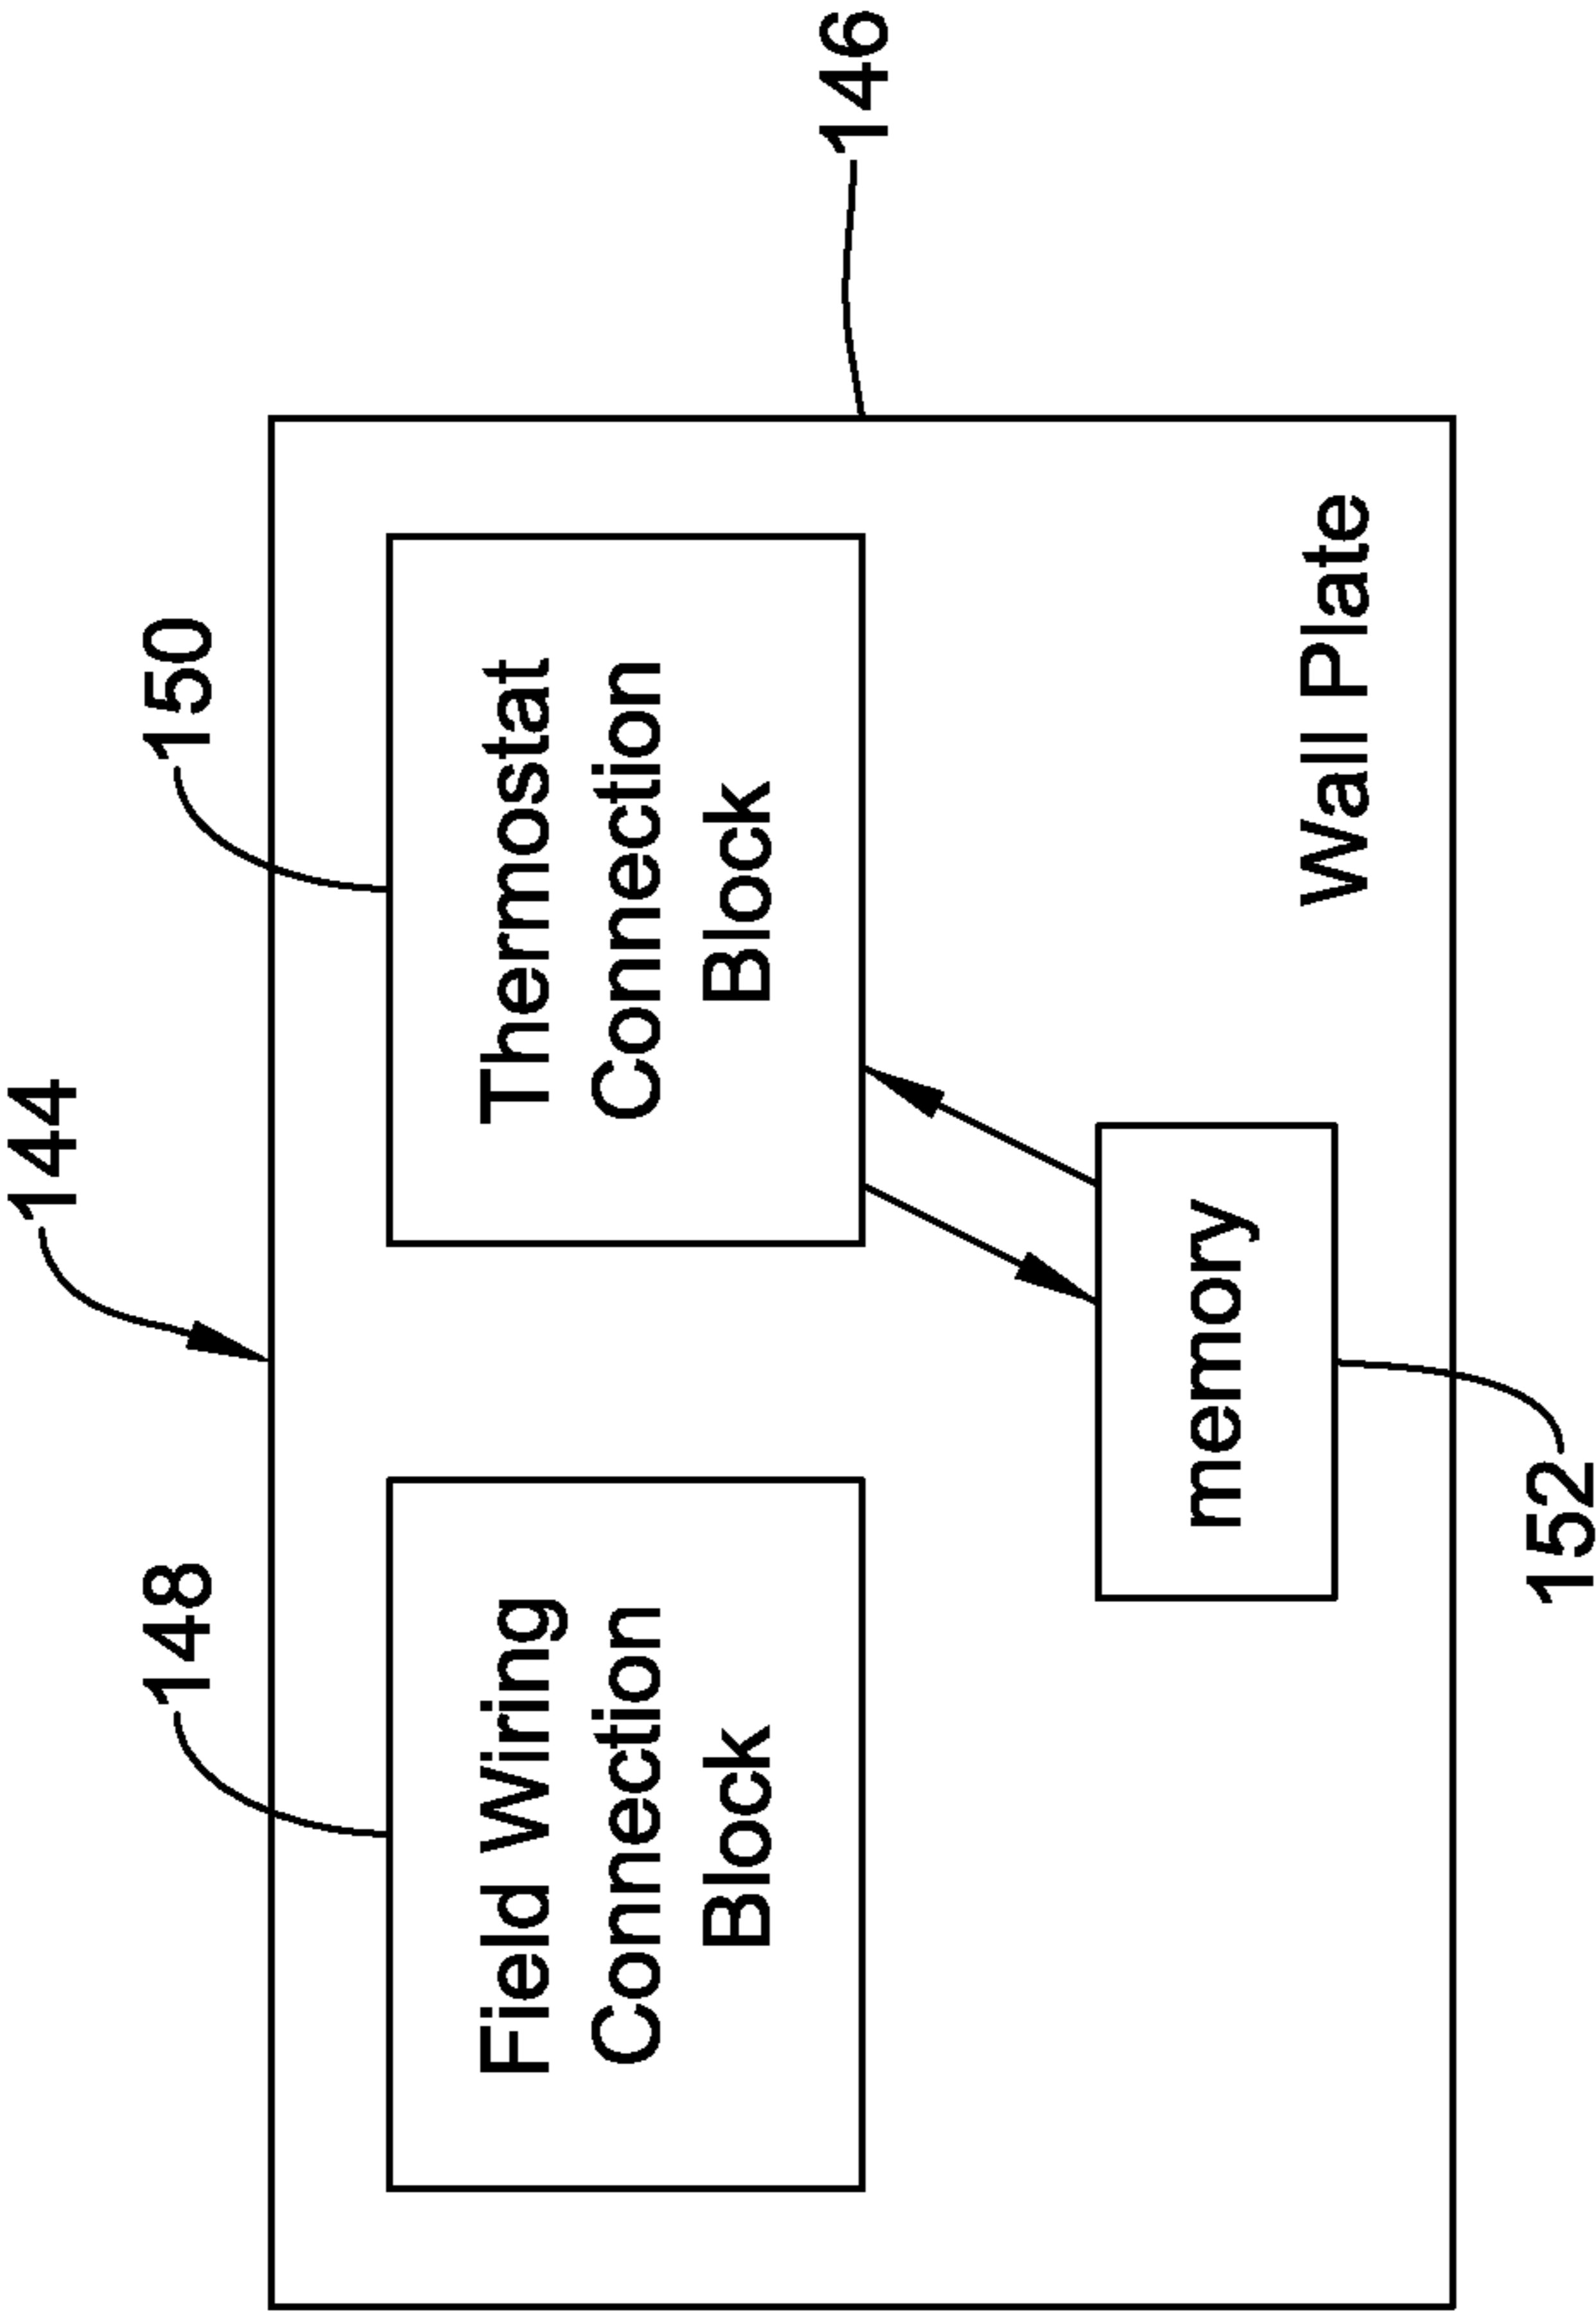 144
148
150
Field Wiring
Connection
Block
Thermostat
Connection
Block
146
memory
Wall Plate
152